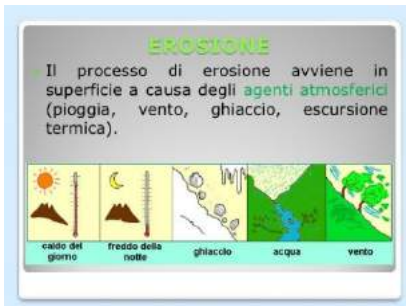 EROSIONE
Il processo di erosione avviene in
superficie a causa degli agenti atmosferici
(pioggia, vento, ghiaccio, escursione
termica).
caldo del
giorno
freddo della
notte
ghiaccio
acqua
vento